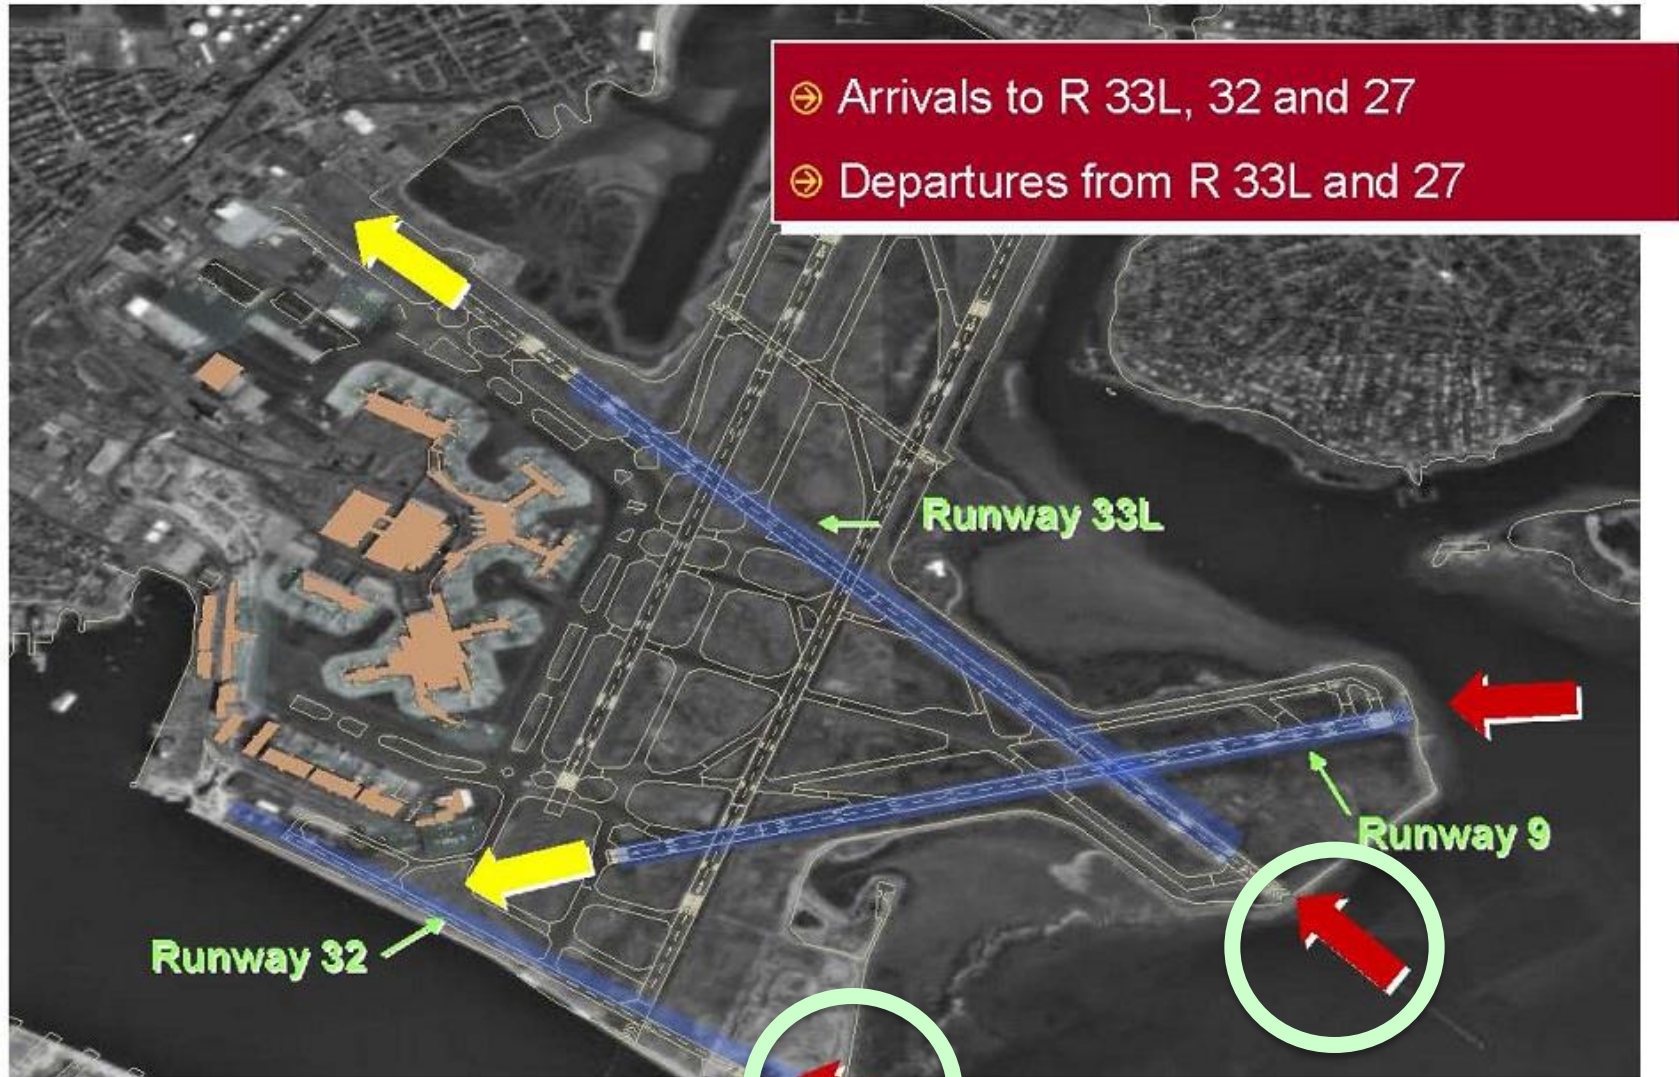 Arrivals to R 33L, 32 and 27
Departures from R 33L and 27
Runway 33L
Runway 9
Runway 32